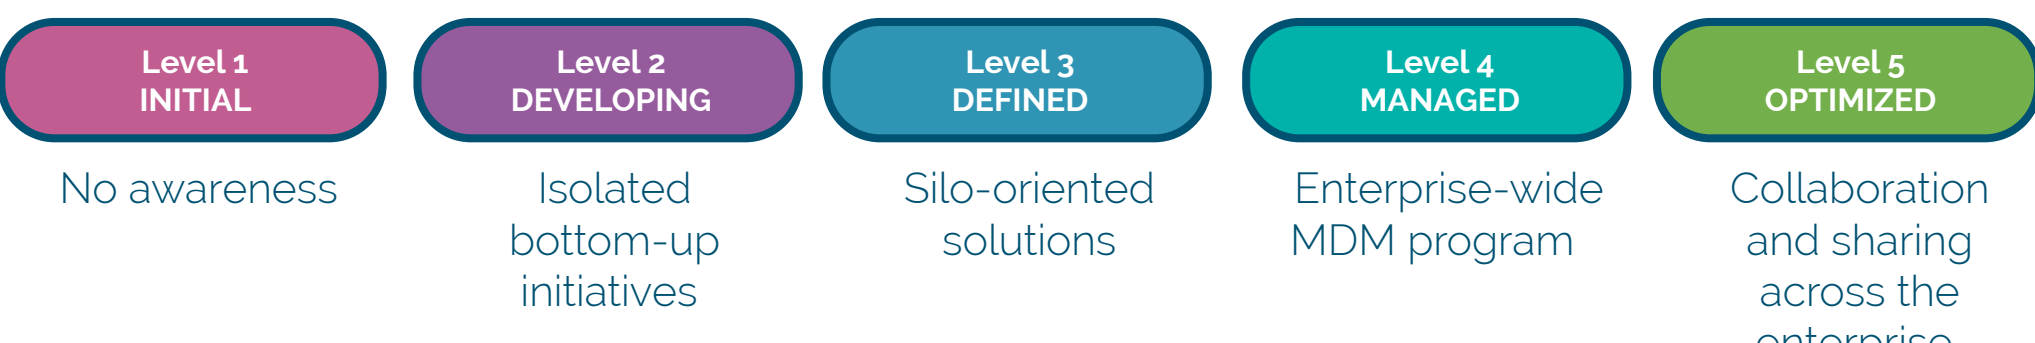 Level 1
INITIAL
No awareness
Level 2
DEVELOPING
Isolated
bottom-up
initiatives
Level 3
DEFINED
Silo-oriented
solutions
Level 4
MANAGED
Enterprise-wide
MDM program
Level 5
OPTIMIZED
Collaboration
and sharing
across the
enterprise